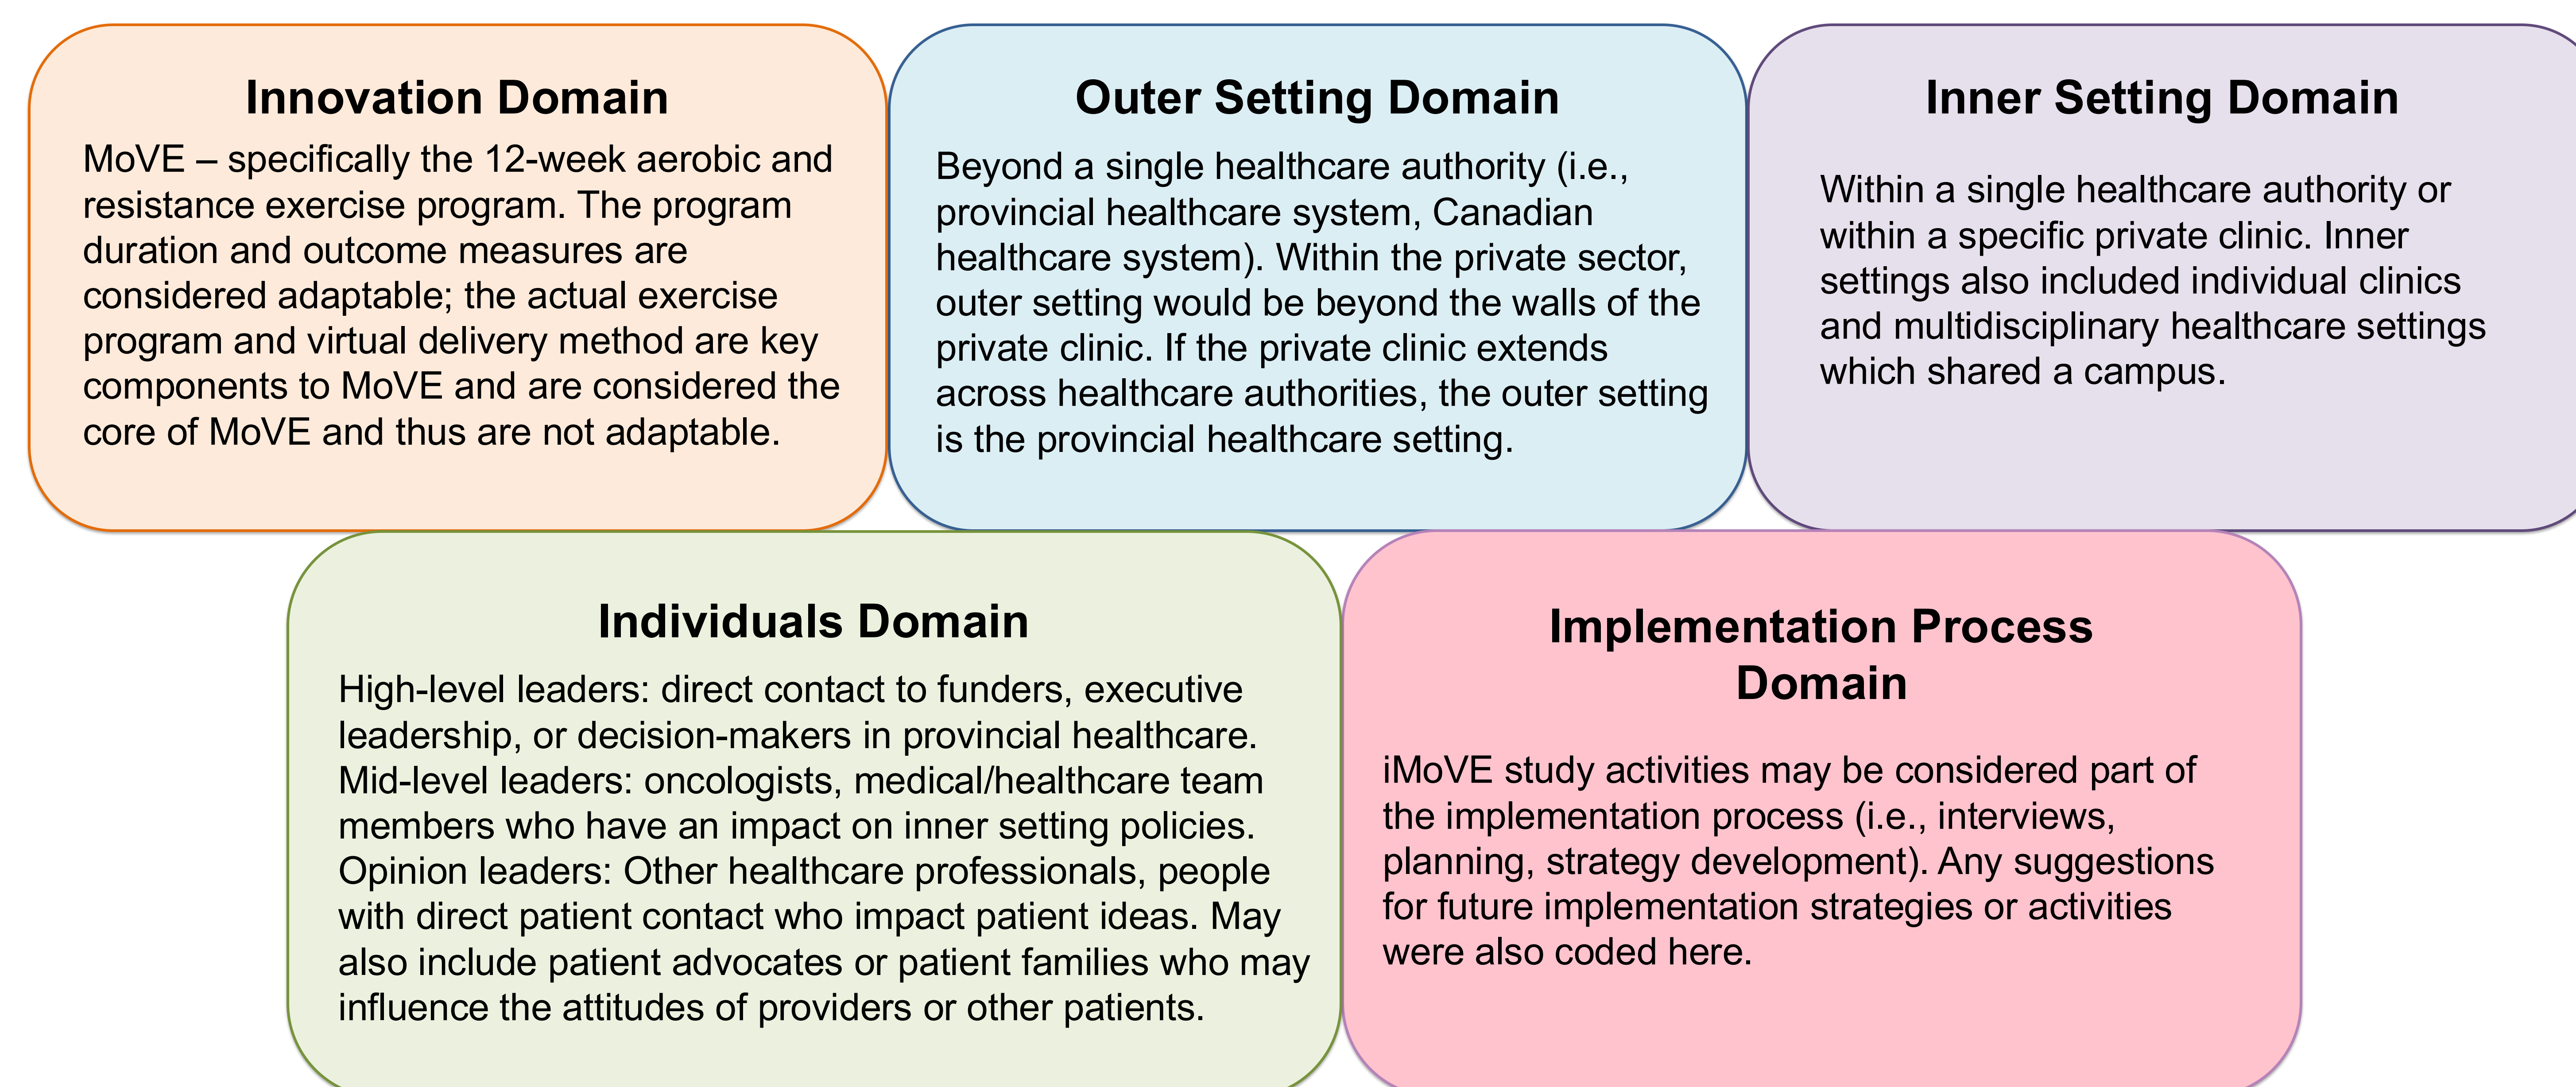 Innovation Domain
MoVE – specifically the 12-week aerobic and
resistance exercise program. The program
duration and outcome measures are
considered adaptable; the actual exercise
program and virtual delivery method are key
components to MoVE and are considered the
core of MoVE and thus are not adaptable.
Outer Setting Domain
Beyond a single healthcare authority (i.e.,
provincial healthcare system, Canadian
healthcare system). Within the private sector,
outer setting would be beyond the walls of the
private clinic. If the private clinic extends
across healthcare authorities, the outer setting
is the provincial healthcare setting.
Inner Setting Domain
Within a single healthcare authority or
within a specific private clinic. Inner
settings also included individual clinics
and multidisciplinary healthcare settings
which shared a campus.
Individuals Domain
High-level leaders: direct contact to funders, executive
leadership, or decision-makers in provincial healthcare.
Mid-level leaders: oncologists, medical/healthcare team
members who have an impact on inner setting policies.
Opinion leaders: Other healthcare professionals, people
with direct patient contact who impact patient ideas. May
also include patient advocates or patient families who may
influence the attitudes of providers or other patients.
Implementation Process
Domain
iMoVE study activities may be considered part of
the implementation process (i.e., interviews,
planning, strategy development). Any suggestions
for future implementation strategies or activities
were also coded here.